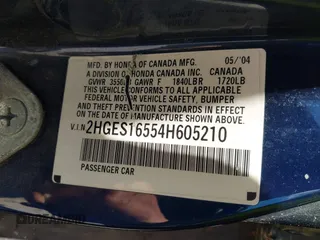 MFD. BY HONDA OF CANADA MFG. 05/'04
A DIVISION OF HONDA CANADA INC. CANADA
GVWR 3550 GAWR F 1840LB R 1720LB
THIS VEHICLE CONFORMS TO ALL APPLICABLE
FEDERAL MOTOR VEHICLE SAFETY, BUMPER
AND THEFT PREVENTION STANDARDS IN
EFFECT ON THE DATE OF MANUFACTURE SHOWN ABOVE.
V.I.N: 2HGES16554H605210
PASSENGER CAR